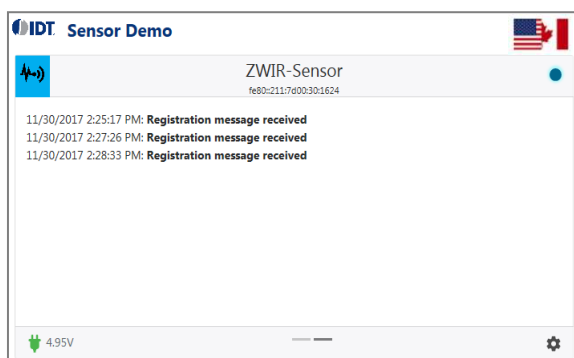 IDT. Sensor Demo
ZWIR-Sensor
fe80::211:7d00:30:1624
11/30/2017 2:25:17 PM: Registration message received
11/30/2017 2:27:26 PM: Registration message received
11/30/2017 2:28:33 PM: Registration message received
4.95V